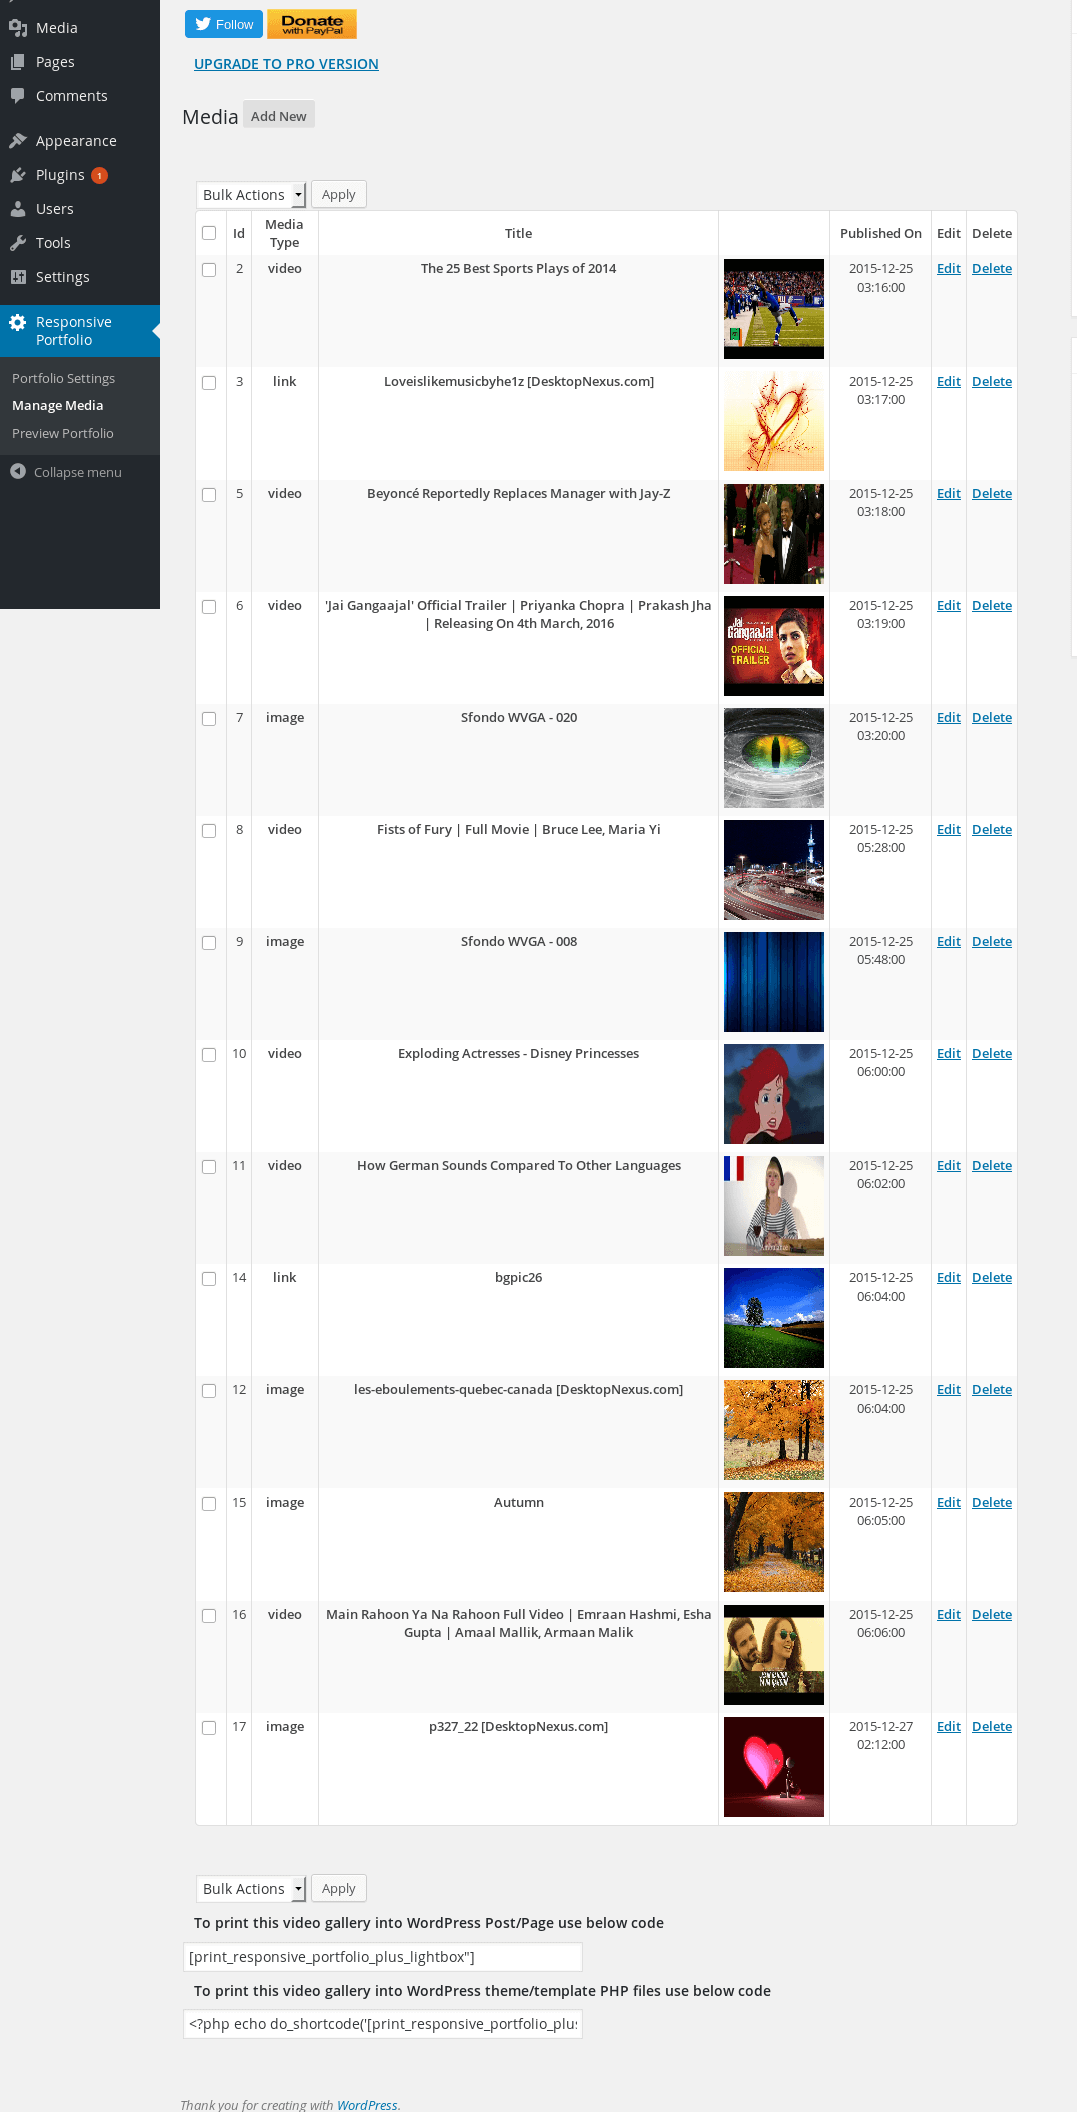 Media
Pages
Comments
Appearance
Plugins 1
Users
Tools
Settings
Responsive
Portfolio
Portfolio Settings
Manage Media
Preview Portfolio
Collapse menu
Follow
Donate
with PayPal
UPGRADE TO PRO VERSION
Media Add New
Bulk Actions Apply
Id Media Type Title Published On Edit Delete
2 video The 25 Best Sports Plays of 2014 2015-12-25 Edit Delete
03:16:00
3 link Loveislikemusicbyhe1z [DesktopNexus.com] 2015-12-25 Edit Delete
03:17:00
5 video Beyoncé Reportedly Replaces Manager with Jay-Z 2015-12-25 Edit Delete
03:18:00
6 video 'Jai Gangaajal' Official Trailer | Priyanka Chopra | Prakash Jha 2015-12-25 Edit Delete
| Releasing On 4th March, 2016 03:19:00
Jai
GangaaJal
OFFICIAL
TRAILER
7 image Sfondo WVGA - 020 2015-12-25 Edit Delete
03:20:00
8 video Fists of Fury | Full Movie | Bruce Lee, Maria Yi 2015-12-25 Edit Delete
05:28:00
9 image Sfondo WVGA - 008 2015-12-25 Edit Delete
05:48:00
10 video Exploding Actresses - Disney Princesses 2015-12-25 Edit Delete
06:00:00
11 video How German Sounds Compared To Other Languages 2015-12-25 Edit Delete
06:02:00
14 link bgpic26 2015-12-25 Edit Delete
06:04:00
12 image les-eboulements-quebec-canada [DesktopNexus.com] 2015-12-25 Edit Delete
06:04:00
15 image Autumn 2015-12-25 Edit Delete
06:05:00
16 video Main Rahoon Ya Na Rahoon Full Video | Emraan Hashmi, Esha 2015-12-25 Edit Delete
Gupta | Amaal Mallik, Armaan Malik 06:06:00
17 image p327_22 [DesktopNexus.com] 2015-12-27 Edit Delete
02:12:00
Bulk Actions Apply
To print this video gallery into WordPress Post/Page use below code
[print_responsive_portfolio_plus_lightbox"]
To print this video gallery into WordPress theme/template PHP files use below code
<?php echo do_shortcode('[print_responsive_portfolio_plus
Thank you for creating with WordPress.